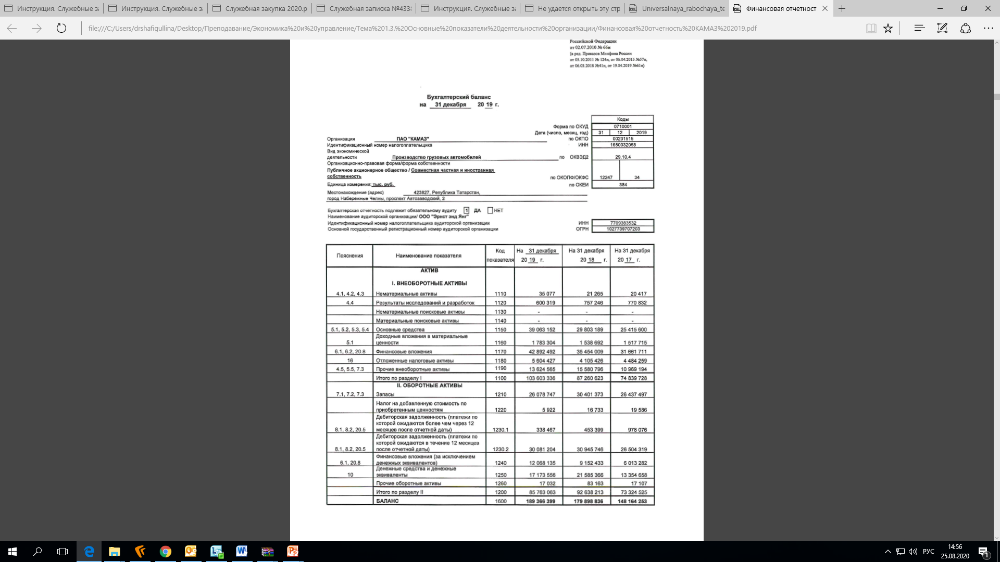 Инструкция. Служебные за
Инструкция. Служебные за
Служебная закупка 2020.p
Служебная записка №433
Инструкция. Служебные за
Не удается открыть эту стр
Universalnaya_rabochaya_te
Финансовая отчетност
file:///C:/Users/drshafigullina/Desktop/Преподавание/Экономика%20и%20управление/Тема%201.3.%20Основные%20показатели%20деятельности%20организации/Финансовая%20отчетность%20КАМАЗ%202019.pdf
Российской Федерации
от 02.07.2010 № 66н
(в ред. Приказов Минфина России
от 05.10.2011 № 124н, от 06.04.2015 №57н,
от 06.03.2018 №41н, от 19.04.2019 №61н)
Бухгалтерский баланс
на 31 декабря 20 19 г.
Коды
Форма по ОКУД 0710001
Дата (число, месяц, год) 31 12 2019
Организация ПАО "КАМАЗ" по ОКПО 00231515
Идентификационный номер налогоплательщика ИНН 1650032058
Вид экономической
деятельности Производство грузовых автомобилей по ОКВЭД2 29.10.4
Организационно-правовая форма/форма собственности
Публичное акционерное общество / Совместная частная и иностранная
собственность по ОКОПФ/ОКФС 12247 34
Единица измерения: тыс. руб. по ОКЕИ 384
Местонахождение (адрес) 423827, Република Татарстан,
город Набережные Челны, проспект Автозаводский, 2
Бухгалтерская отчетность подлежит обязательному аудиту 1 ДА НЕТ
Наименование аудиторской организации/ ООО "Эрнст энд Янг"
Идентификационный номер налогоплательщика аудиторской организации ИНН 7709383532
Основной государственный регистрационный номер аудиторской организации ОГРН 1027739707203
Пояснения Наименование показателя Код показателя На 31 декабря 20 19 г. На 31 декабря 20 18 г. На 31 декабря 20 17 г.
АКТИВ
I. ВНЕОБОРОТНЫЕ АКТИВЫ
4.1, 4.2, 4.3 Нематериальные активы 1110 35 077 21 265 20 417
4.4 Результаты исследований и разработок 1120 600 319 757 246 770 832
Нематериальные поисковые активы 1130 - - -
Материальные поисковые активы 1140 - - -
5.1, 5.2, 5.3, 5.4 Основные средства 1150 39 063 152 29 803 189 25 415 600
Доходные вложения в материальные
5.1 ценности 1160 1 783 304 1 538 692 1 517 715
6.1, 6.2, 20.8 Финансовые вложения 1170 42 892 492 35 454 009 31 661 711
16 Отложенные налоговые активы 1180 5 604 427 4 105 426 4 484 259
4.5, 5.5, 7.3 Прочие внеоборотные активы 1190 13 624 565 15 580 796 10 969 194
Итого по разделу I 1100 103 603 336 87 260 623 74 839 728
II. ОБОРОТНЫЕ АКТИВЫ
7.1, 7.2, 7.3 Запасы 1210 26 078 747 30 401 373 26 437 497
Налог на добавленную стоимость по
приобретенным ценностям 1220 5 922 16 733 19 586
Дебиторская задолженность (платежи по
которой ожидаются более чем через 12
8.1, 8.2, 20.5 месяцев после отчетной даты) 1230.1 338 467 453 399 978 076
Дебиторская задолженность (платежи по
которой ожидаются в течение 12 месяцев
8.1, 8.2, 20.5 после отчетной даты) 1230.2 30 081 204 30 945 746 26 504 319
Финансовые вложения (за исключением
6.1, 20.8 денежных эквивалентов) 1240 12 068 135 9 152 433 6 013 282
Денежные средства и денежные
10 эквиваленты 1250 17 173 556 21 585 366 13 354 658
Прочие оборотные активы 1260 17 032 83 163 17 107
Итого по разделу II 1200 85 763 063 92 638 213 73 324 525
БАЛАНС 1600 189 366 399 179 898 836 148 164 253
РУС
14:56
25.08.2020
1